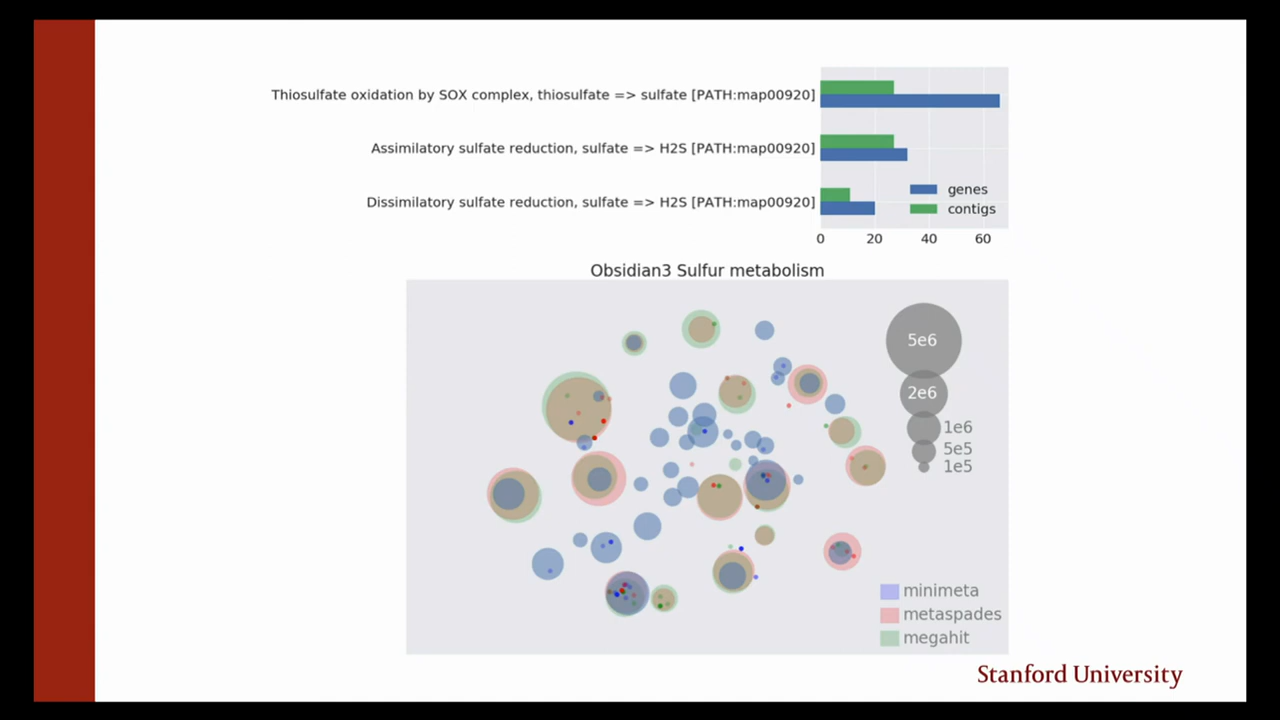 Thiosulfate oxidation by SOX complex, thiosulfate => sulfate [PATH:map00920]
Assimilatory sulfate reduction, sulfate => H2S [PATH:map00920]
Dissimilatory sulfate reduction, sulfate => H2S [PATH:map00920]
genes
contigs
0 20 40 60
Obsidian3 Sulfur metabolism
5e6
2e6
1e6
5e5
1e5
minimeta
metaspades
megahit
Stanford University